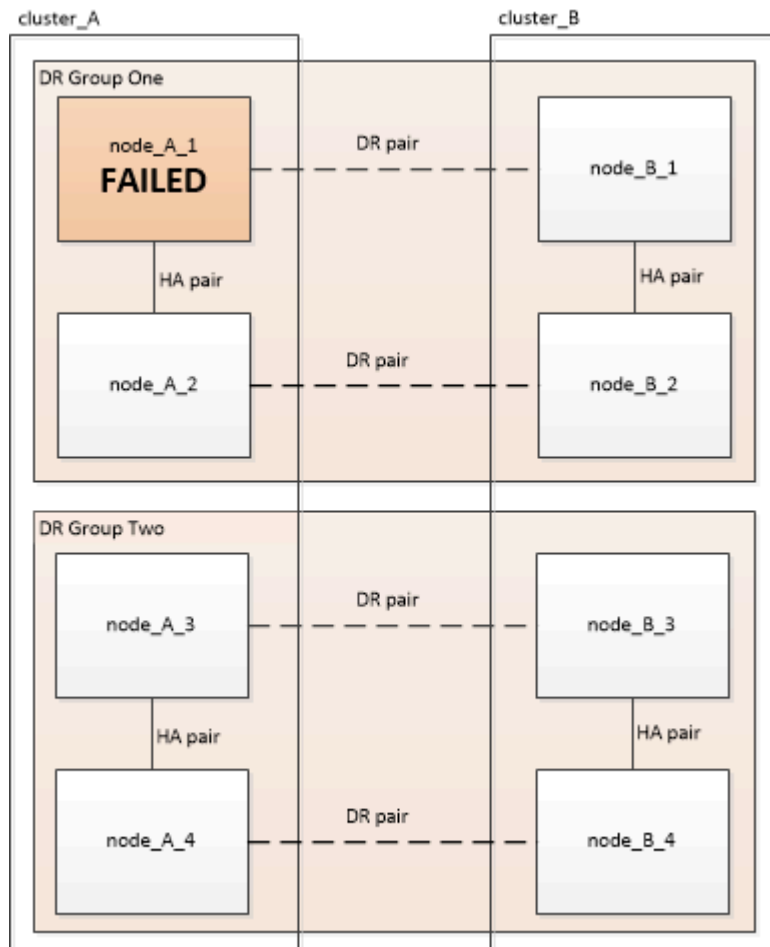 cluster_A
cluster_B
DR Group One
node_A_1
FAILED
DR pair
node_B_1
HA pair
HA pair
node_A_2
DR pair
node_B_2
DR Group Two
node_A_3
DR pair
node_B_3
HA pair
HA pair
node_A_4
DR pair
node_B_4